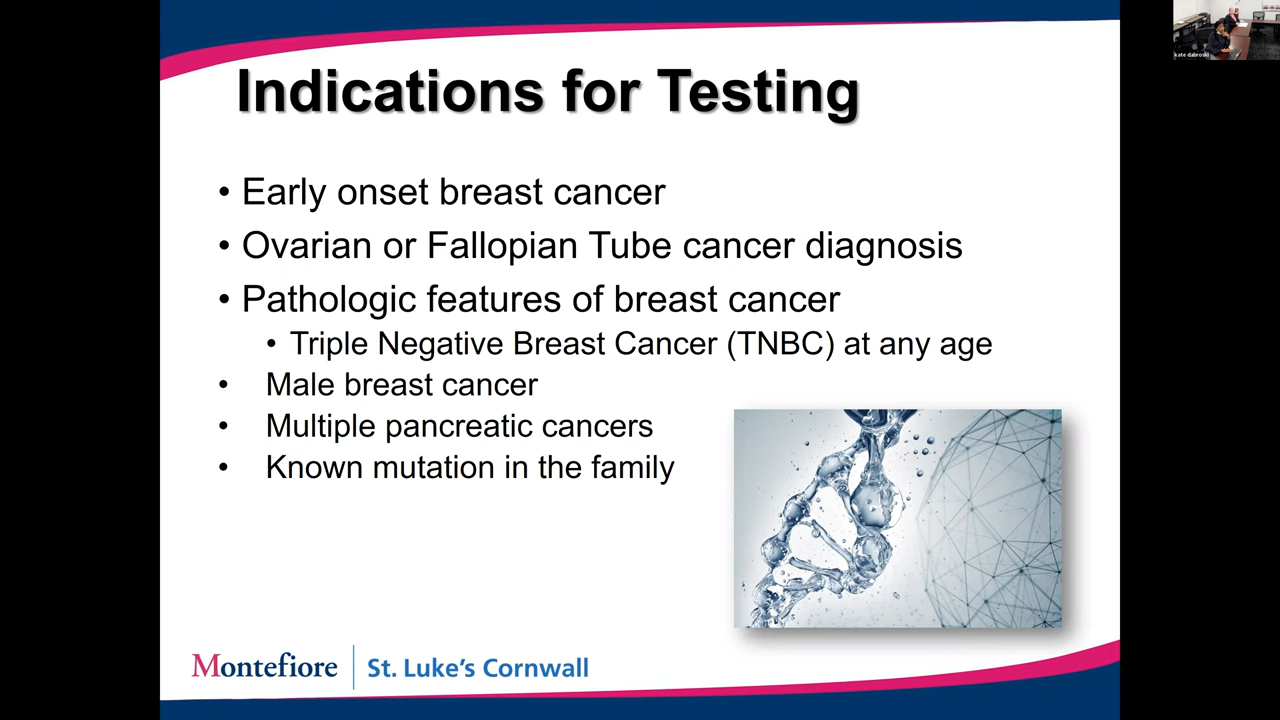 kate dabroski
Indications for Testing
• Early onset breast cancer
• Ovarian or Fallopian Tube cancer diagnosis
• Pathologic features of breast cancer
• Triple Negative Breast Cancer (TNBC) at any age
• Male breast cancer
• Multiple pancreatic cancers
• Known mutation in the family
Montefiore | St. Luke's Cornwall